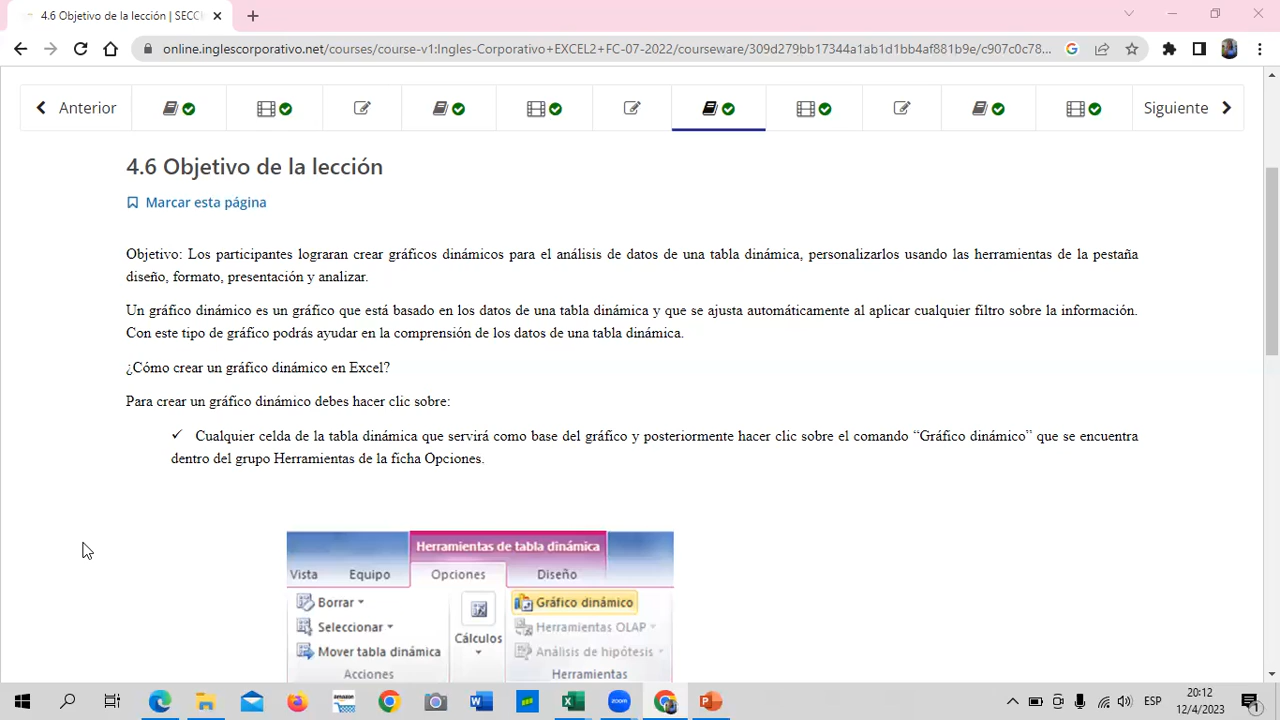 4.6 Objetivo de la lección | SECC
online.inglescorporativo.net/courses/course-v1:Ingles-Corporativo+EXCEL2+FC-07-2022/courseware/309d279bb17344a1ab1d1bb4af881b9e/c907c0c78...
Anterior
Siguiente
4.6 Objetivo de la lección
Marcar esta página
Objetivo: Los participantes lograran crear gráficos dinámicos para el análisis de datos de una tabla dinámica, personalizarlos usando las herramientas de la pestaña
diseño, formato, presentación y analizar.
Un gráfico dinámico es un gráfico que está basado en los datos de una tabla dinámica y que se ajusta automáticamente al aplicar cualquier filtro sobre la información.
Con este tipo de gráfico podrás ayudar en la comprensión de los datos de una tabla dinámica.
¿Cómo crear un gráfico dinámico en Excel?
Para crear un gráfico dinámico debes hacer clic sobre:
✓ Cualquier celda de la tabla dinámica que servirá como base del gráfico y posteriormente hacer clic sobre el comando “Gráfico dinámico” que se encuentra
dentro del grupo Herramientas de la ficha Opciones.
Herramientas de tabla dinámica
Vista Equipo Opciones Diseño
Borrar
Seleccionar
Mover tabla dinámica
Acciones
Cálculos
Gráfico dinámico
Herramientas OLAP
Análisis de hipótesis
Herramientas
amazon
zoom
ESP
20:12
12/4/2023
1